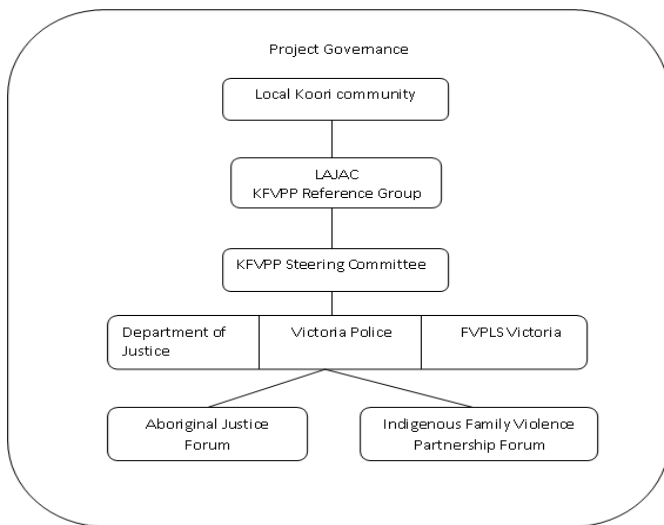 Project Governance
Local Koori community
LAJAC
KFVPP Reference Group
KFVPP Steering Committee
Department of
Justice
Victoria Police
FVPLS Victoria
Aboriginal Justice
Forum
Indigenous Family Violence
Partnership Forum